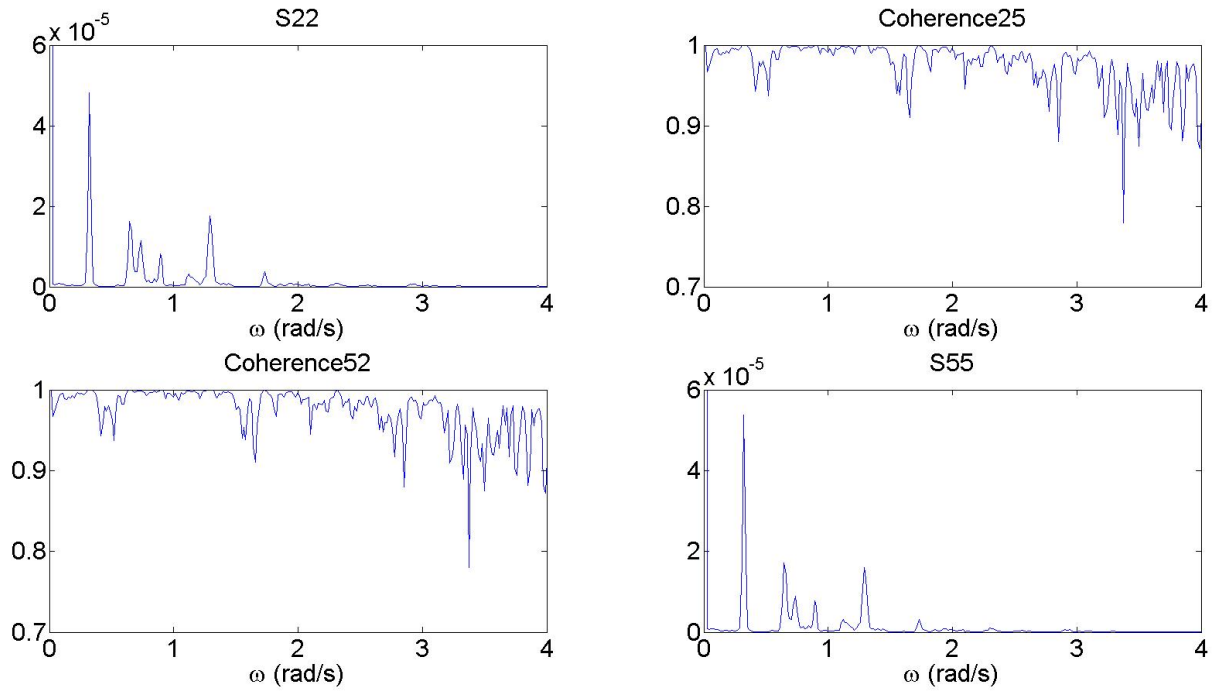 S22
6 x 10-5
4
2
0
0 1 2 3 4
ω (rad/s)
Coherence25
1
0.9
0.8
0.7
0 1 2 3 4
ω (rad/s)
Coherence52
1
0.9
0.8
0.7
0 1 2 3 4
ω (rad/s)
S55
6 x 10-5
4
2
0
0 1 2 3 4
ω (rad/s)